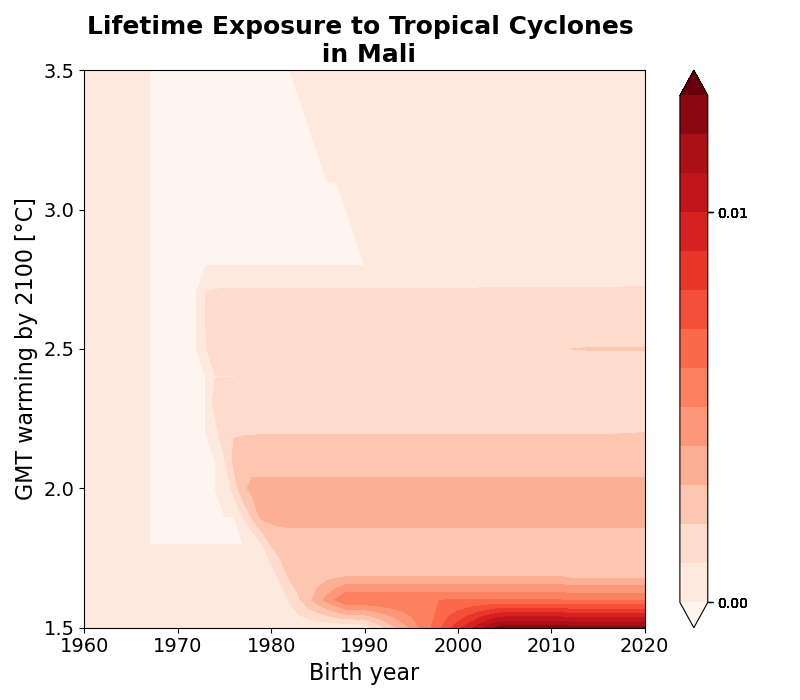 Lifetime Exposure to Tropical Cyclones
in Mali
3.5
3.0
2.5
2.0
1.5
GMT warming by 2100 [°C]
1960 1970 1980 1990 2000 2010 2020
Birth year
0.01
0.00